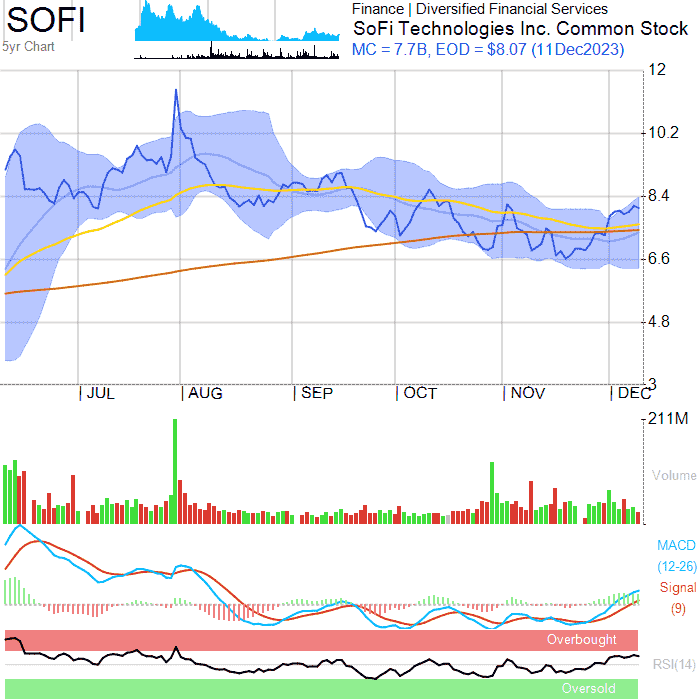 SOFI
5yr Chart
Finance | Diversified Financial Services
SoFi Technologies Inc. Common Stock
MC = 7.7B, EOD = $8.07 (11Dec2023)
12
10.2
8.4
6.6
4.8
3
JUL
AUG
SEP
OCT
NOV
DEC
211M
Volume
MACD
(12-26)
Signal
(9)
Overbought
RSI(14)
Oversold